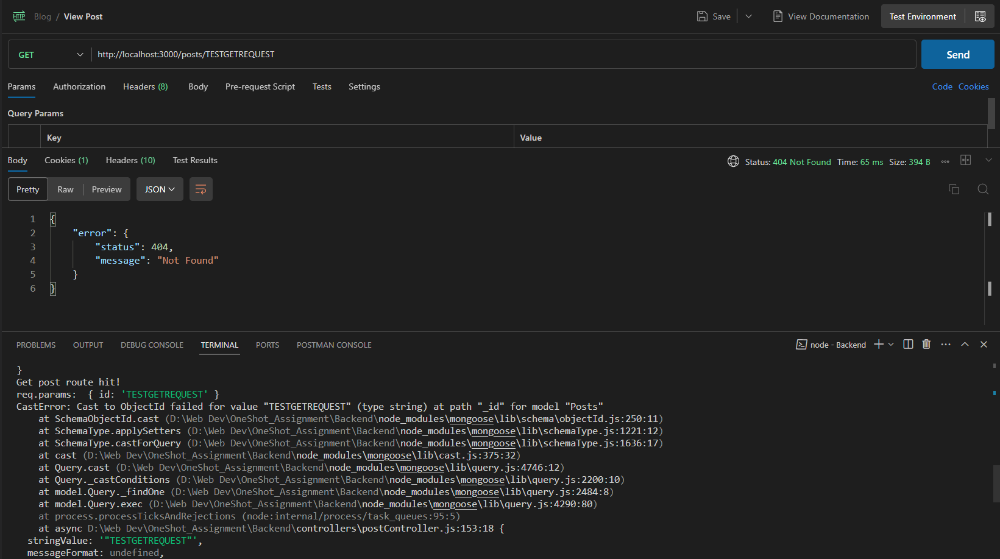 HTTP Blog / View Post Save View Documentation Test Environment
GET http://localhost:3000/posts/TESTGETREQUEST Send
Params Authorization Headers (8) Body Pre-request Script Tests Settings Code Cookies
Query Params
Key Value
Body Cookies (1) Headers (10) Test Results Status: 404 Not Found Time: 65 ms Size: 394 B
Pretty Raw Preview JSON
1 {
2 "error": {
3 "status": 404,
4 "message": "Not Found"
5 }
6 }
PROBLEMS OUTPUT DEBUG CONSOLE TERMINAL PORTS POSTMAN CONSOLE node - Backend
}
Get post route hit!
req.params:  { id: 'TESTGETREQUEST' }
CastError: Cast to ObjectId failed for value "TESTGETREQUEST" (type string) at path "_id" for model "Posts"
at SchemaObjectId.cast (D:\Web Dev\OneShot_Assignment\Backend\node_modules\mongoose\lib\schema\objectId.js:250:11)
at SchemaType.applySetters (D:\Web Dev\OneShot_Assignment\Backend\node_modules\mongoose\lib\schemaType.js:1221:12)
at SchemaType.castForQuery (D:\Web Dev\OneShot_Assignment\Backend\node_modules\mongoose\lib\schemaType.js:1636:17)
at cast (D:\Web Dev\OneShot_Assignment\Backend\node_modules\mongoose\lib\cast.js:375:32)
at Query.cast (D:\Web Dev\OneShot_Assignment\Backend\node_modules\mongoose\lib\query.js:4746:12)
at Query._castConditions (D:\Web Dev\OneShot_Assignment\Backend\node_modules\mongoose\lib\query.js:2200:10)
at model.Query._findOne (D:\Web Dev\OneShot_Assignment\Backend\node_modules\mongoose\lib\query.js:2484:8)
at model.Query.exec (D:\Web Dev\OneShot_Assignment\Backend\node_modules\mongoose\lib\query.js:4290:80)
at process.processTicksAndRejections (node:internal/process/task_queues:95:5)
at async D:\Web Dev\OneShot_Assignment\Backend\controllers\postController.js:153:18 {
stringValue: '"TESTGETREQUEST"',
messageFormat: undefined,